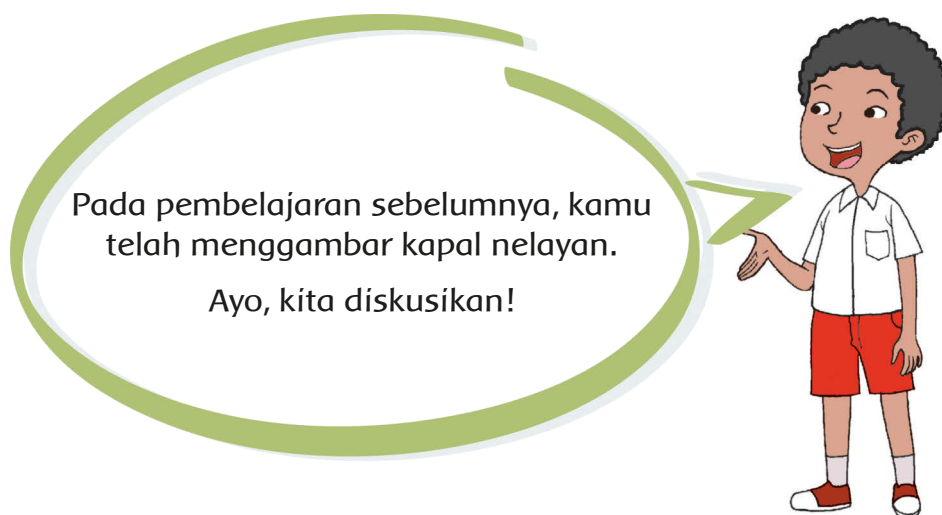 Pada pembelajaran sebelumnya, kamu
telah menggambar kapal nelayan.
Ayo, kita diskusikan!